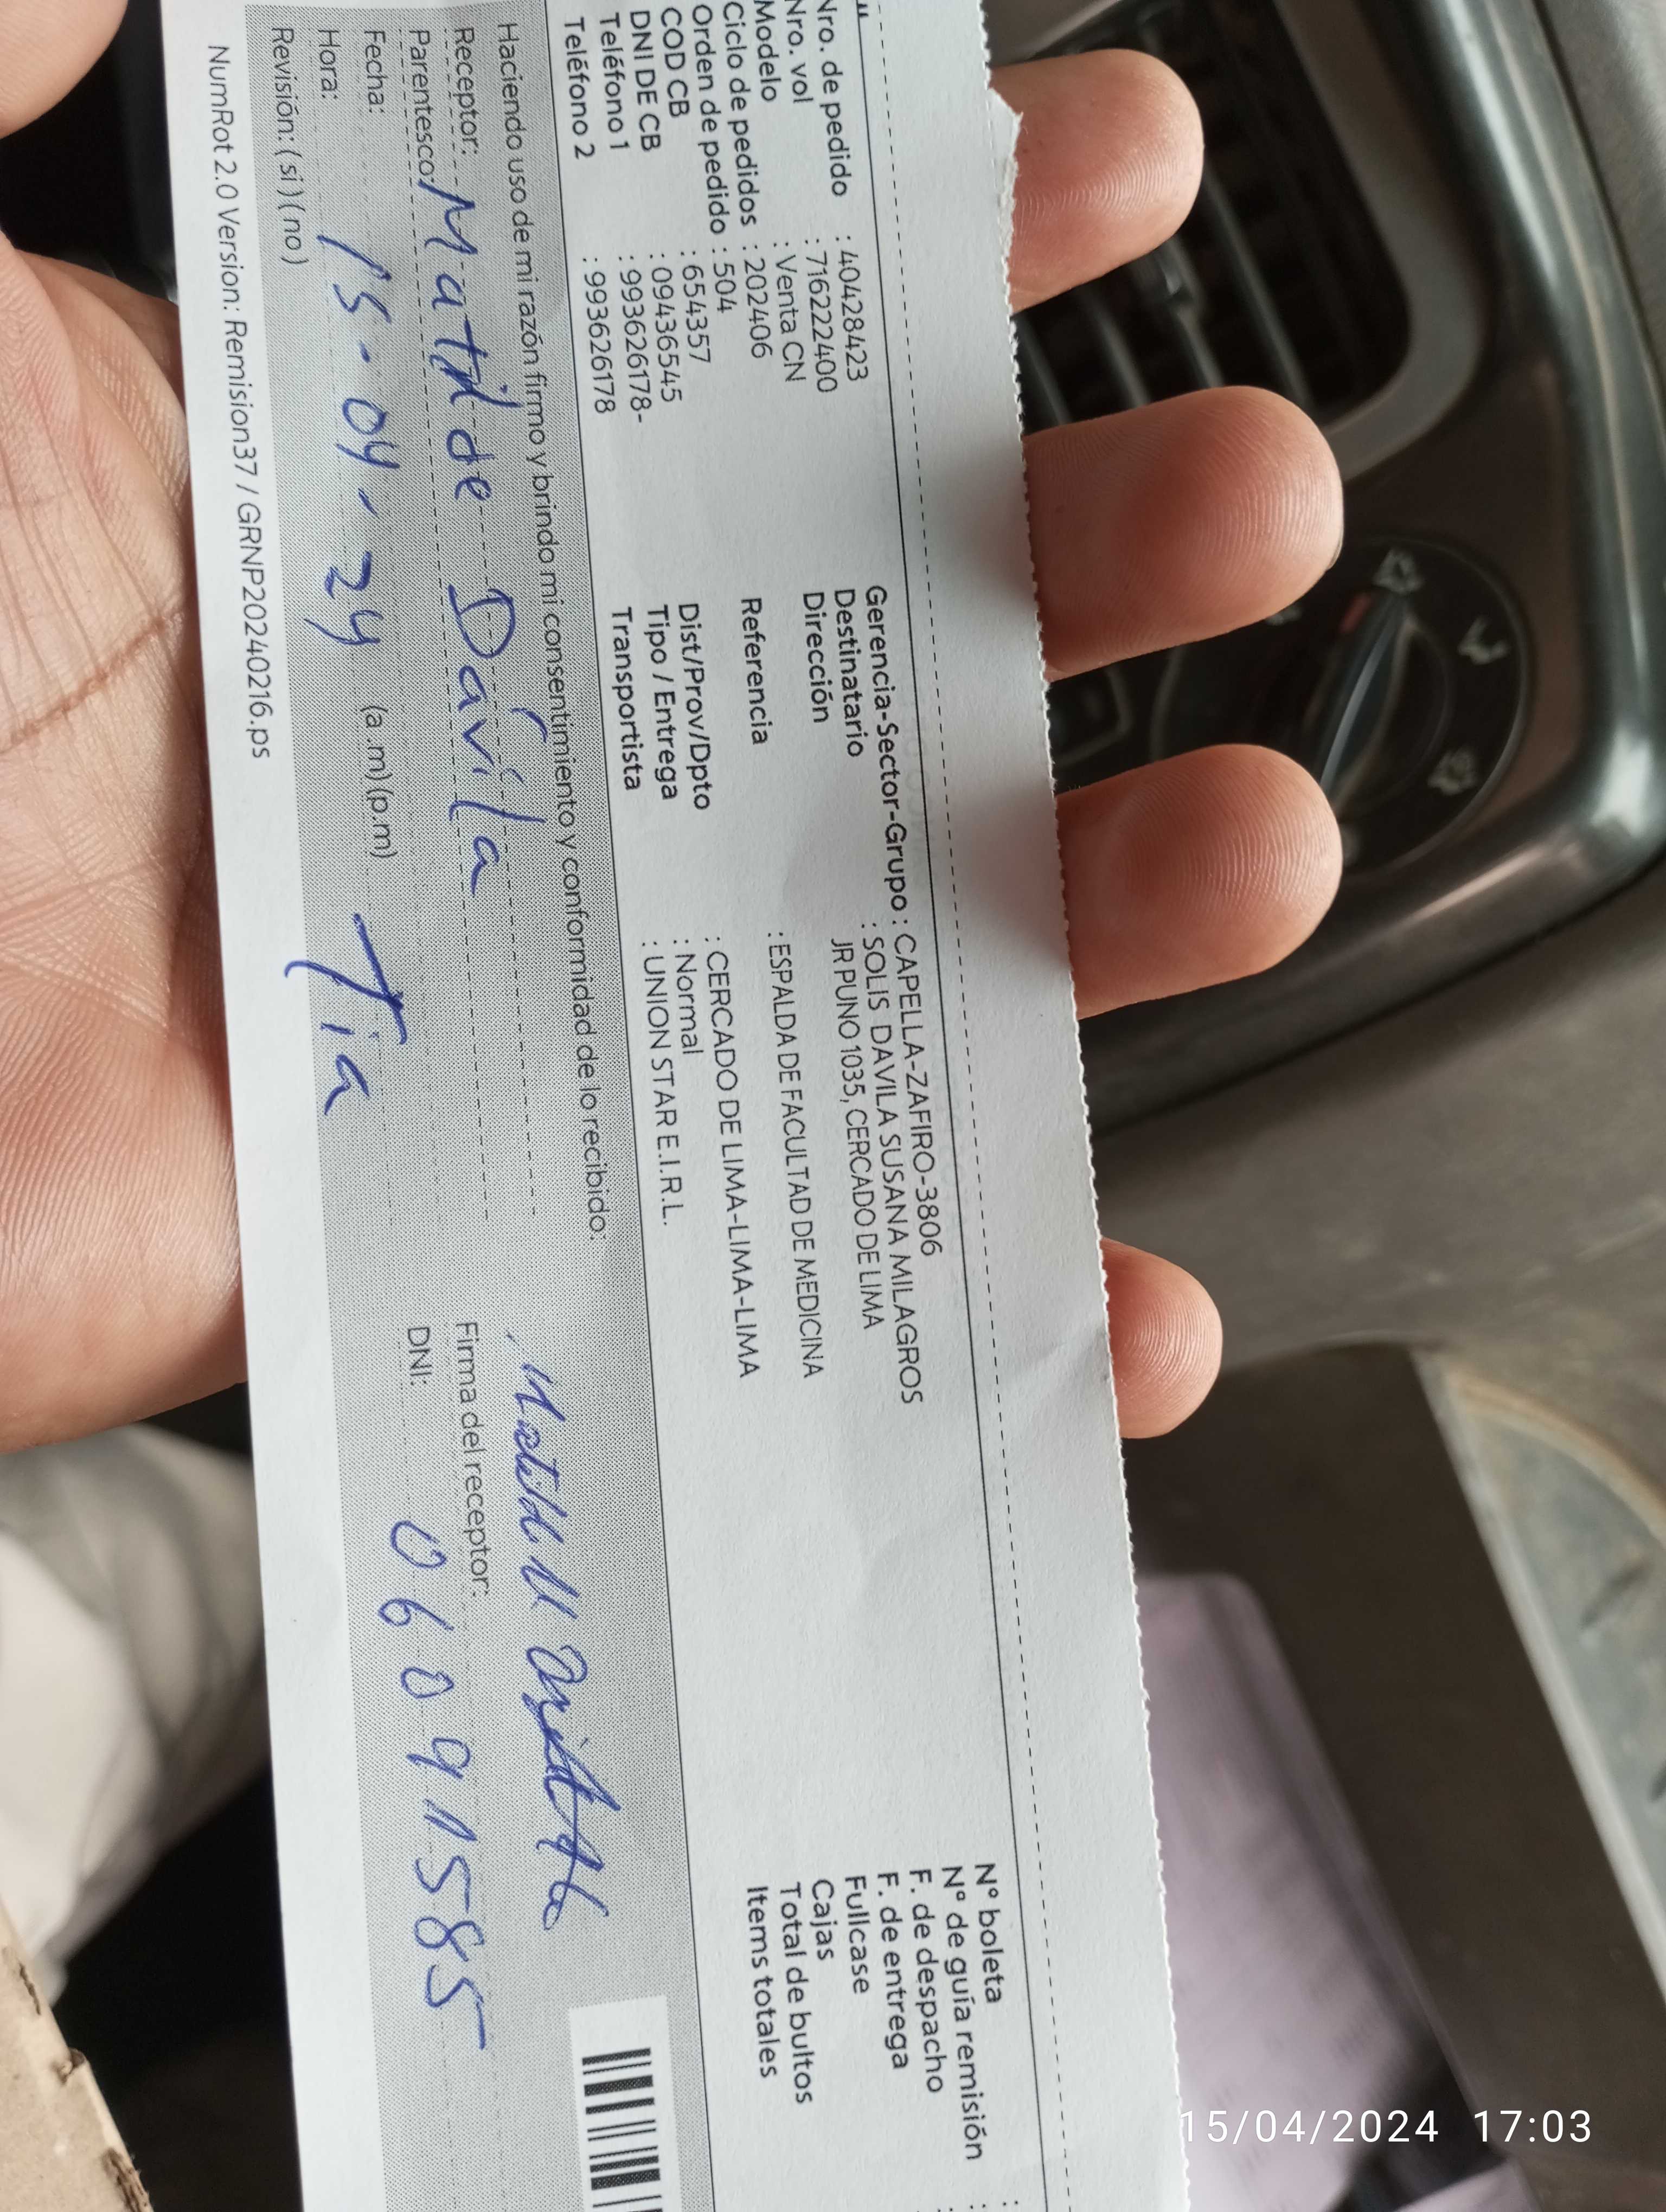 Nro. de pedido : 40428423
Nro. vol : 716222400
Modelo : Venta CN
Ciclo de pedidos : 202406
Orden de pedido : 504
COD CB : 654357
DNI DE CB : 09436545
Teléfono 1 : 993626178-
Teléfono 2 : 993626178
Gerencia-Sector-Grupo : CAPELLA-ZAFIRO-3806
Destinatario : SOLIS DAVILA SUSANA MILAGROS
Dirección JR PUNO 1035, CERCADO DE LIMA
Referencia : ESPALDA DE FACULTAD DE MEDICINA
Dist/Prov/Dpto : CERCADO DE LIMA-LIMA-LIMA
Tipo / Entrega : Normal
Transportista : UNION STAR E.I.R.L.
N° boleta :
N° de guía remisión :
F. de despacho :
F. de entrega
Fullcase
Cajas
Total de bultos
Items totales
Haciendo uso de mi razón firmo y brindo mi consentimiento y conformidad de lo recibido:
Receptor: Matilde Dávila
Parentesco: Tia
Fecha: 15-04-24
Hora: (a.m)(p.m)
Revisión: (si)(no)
Firma del receptor:
DNI: 06091585
NumRot 2.0 Version: Remision37 / GRNP20240216.ps
15/04/2024 17:03